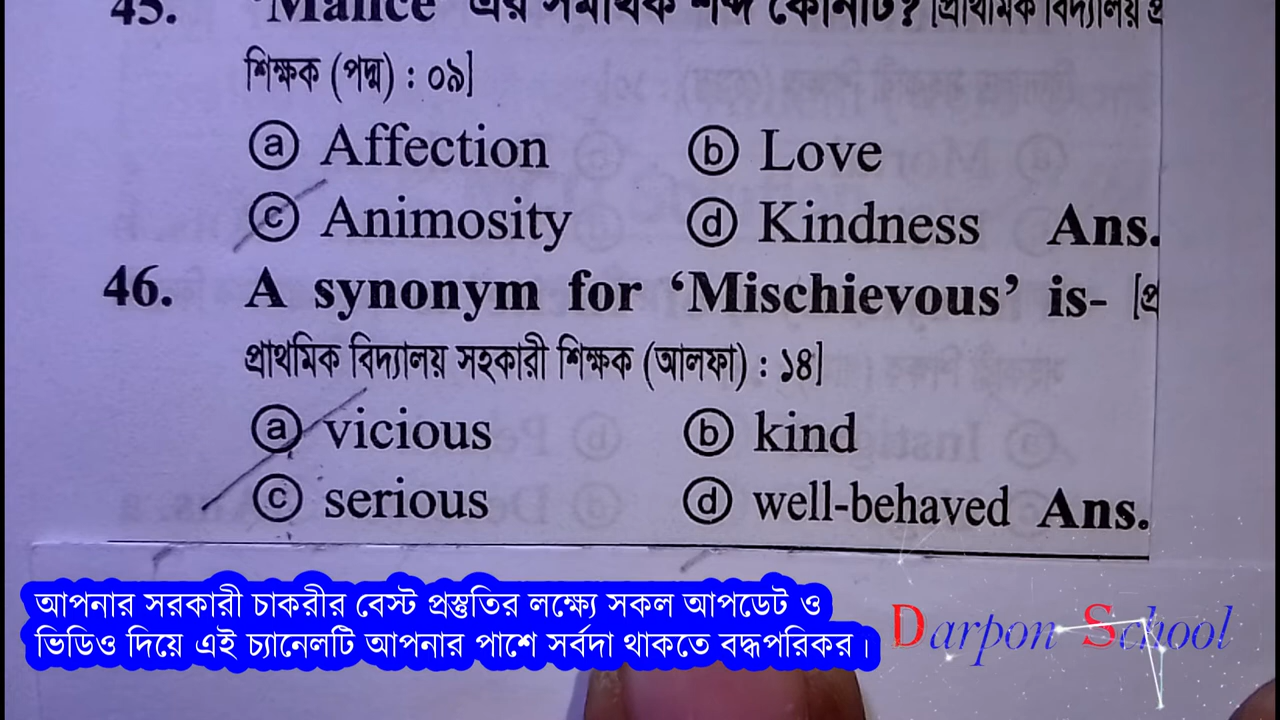 45. 'Malice' এর সমার্থক শব্দ কোনটি? [প্রাথমিক বিদ্যালয়
শিক্ষক (পদ্ম) : ০৯]
ⓐ Affection ⓑ Love
ⓒ Animosity ⓓ Kindness Ans.
46. A synonym for ‘Mischievous’ is- [প্র
প্রাথমিক বিদ্যালয় সহকারী শিক্ষক (আলফা) : ১৪]
ⓐ vicious ⓑ kind
ⓒ serious ⓓ well-behaved Ans.
আপনার সরকারী চাকরীর বেস্ট প্রস্তুতির লক্ষ্যে সকল আপডেট ও
ভিডিও দিয়ে এই চ্যানেলটি আপনার পাশে সর্বদা থাকতে বদ্ধপরিকর।
Darpon School